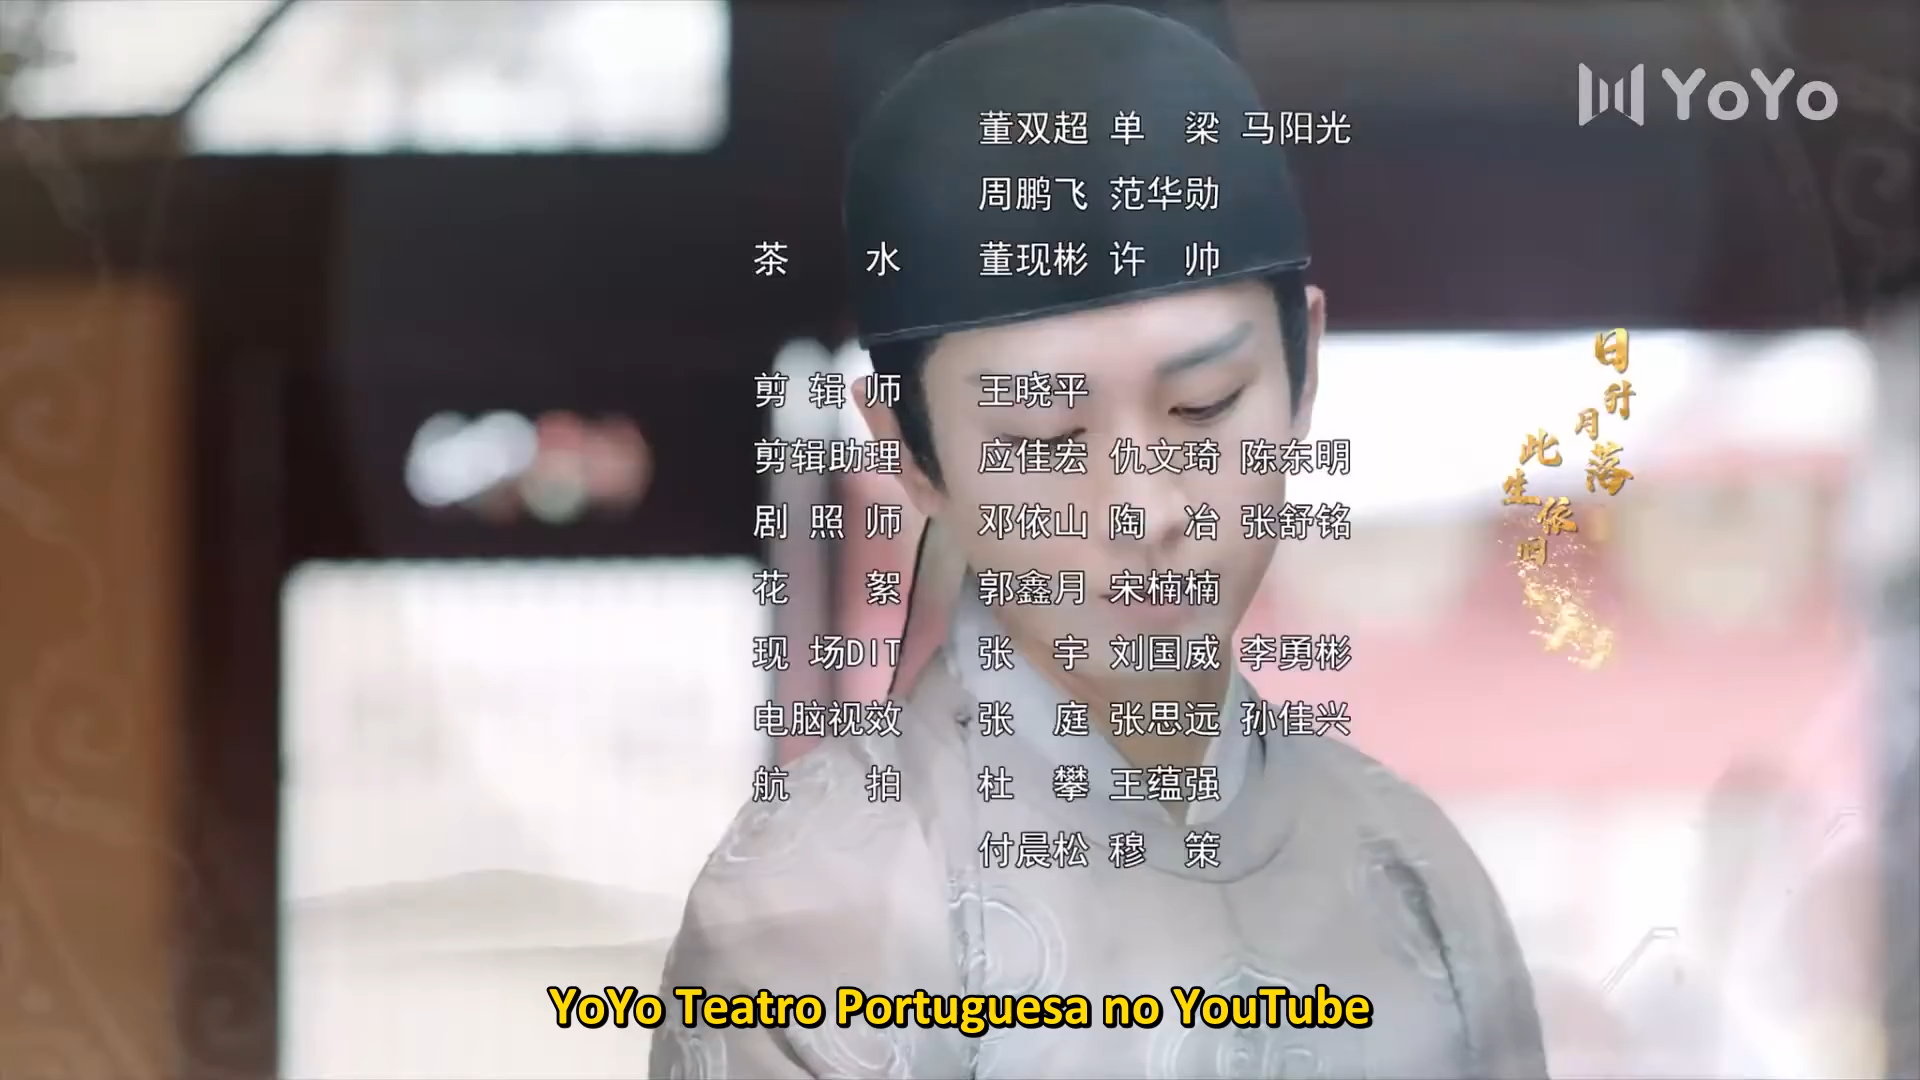 YoYo
董双超 单 梁 马阳光
周鹏飞 范华勋
茶 水 董现彬 许 帅
剪 辑 师 王晓平
剪辑助理 应佳宏 仇文琦 陈东明
剧 照 师 邓依山 陶 冶 张舒铭
花 絮 郭鑫月 宋楠楠
现 场DIT 张 宇 刘国威 李勇彬
电脑视效 张 庭 张思远 孙佳兴
航 拍 杜 攀 王蕴强
付晨松 穆 策
日升月落
此生依旧
YoYo Teatro Portuguesa no YouTube